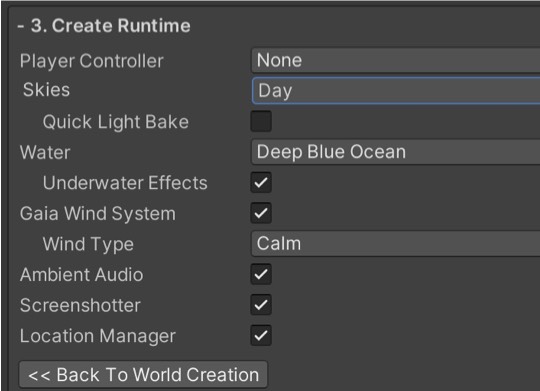 - 3. Create Runtime
Player Controller None
Skies Day
Quick Light Bake
Water Deep Blue Ocean
Underwater Effects
Gaia Wind System
Wind Type Calm
Ambient Audio
Screenshotter
Location Manager
<< Back To World Creation